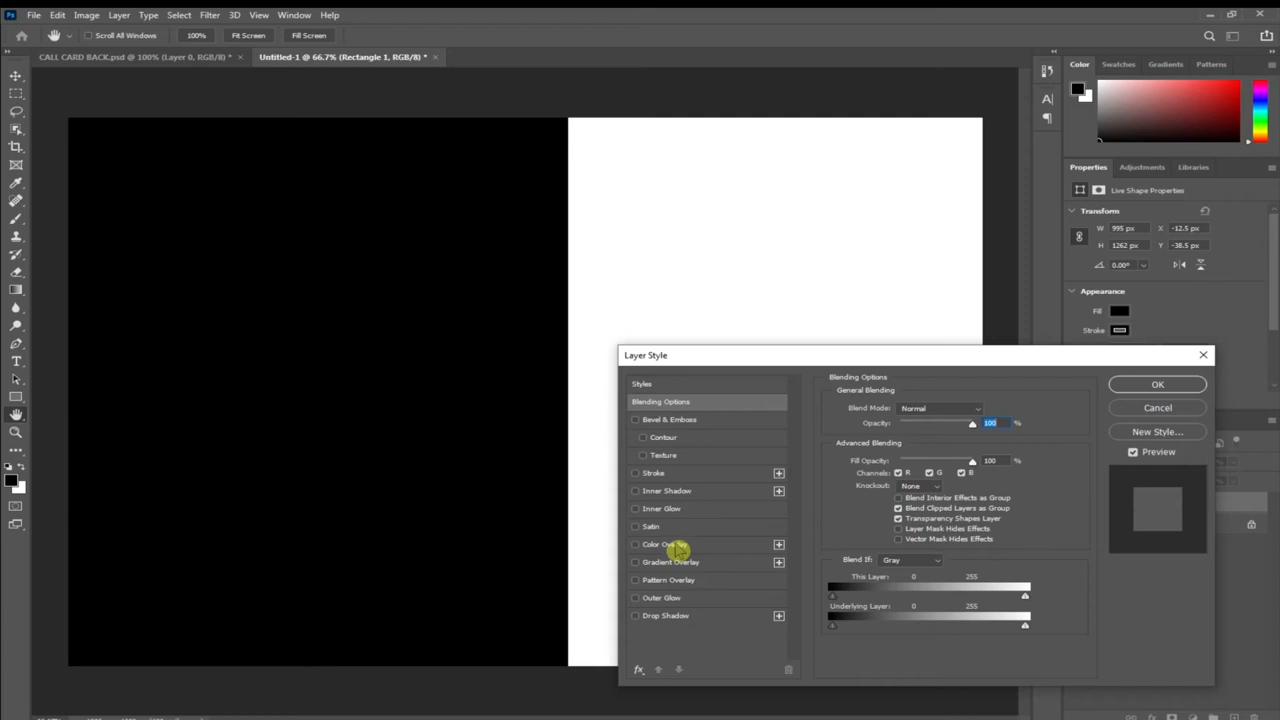 File Edit Image Layer Type Select Filter 3D View Window Help
Scroll All Windows 100% Fit Screen Fill Screen
CALL CARD BACK.psd @ 100% (Layer 0, RGB/8) * × Untitled-1 @ 66.7% (Rectangle 1, RGB/8) * ×
Color Swatches Gradients Patterns
Properties Adjustments Libraries
Live Shape Properties
Transform
W 995 px X -12.5 px
H 1262 px Y -38.5 px
0.00°
Appearance
Fill
Stroke
Layer Style
Styles
Blending Options
Bevel & Emboss
Contour
Texture
Stroke
Inner Shadow
Inner Glow
Satin
Color Overlay
Gradient Overlay
Pattern Overlay
Outer Glow
Drop Shadow
fx
Blending Options
General Blending
Blend Mode: Normal
Opacity: 100 %
Advanced Blending
Fill Opacity: 100 %
Channels: R G B
Knockout: None
Blend Interior Effects as Group
Blend Clipped Layers as Group
Transparency Shapes Layer
Layer Mask Hides Effects
Vector Mask Hides Effects
Blend If: Gray
This Layer: 0 255
Underlying Layer: 0 255
OK
Cancel
New Style...
Preview